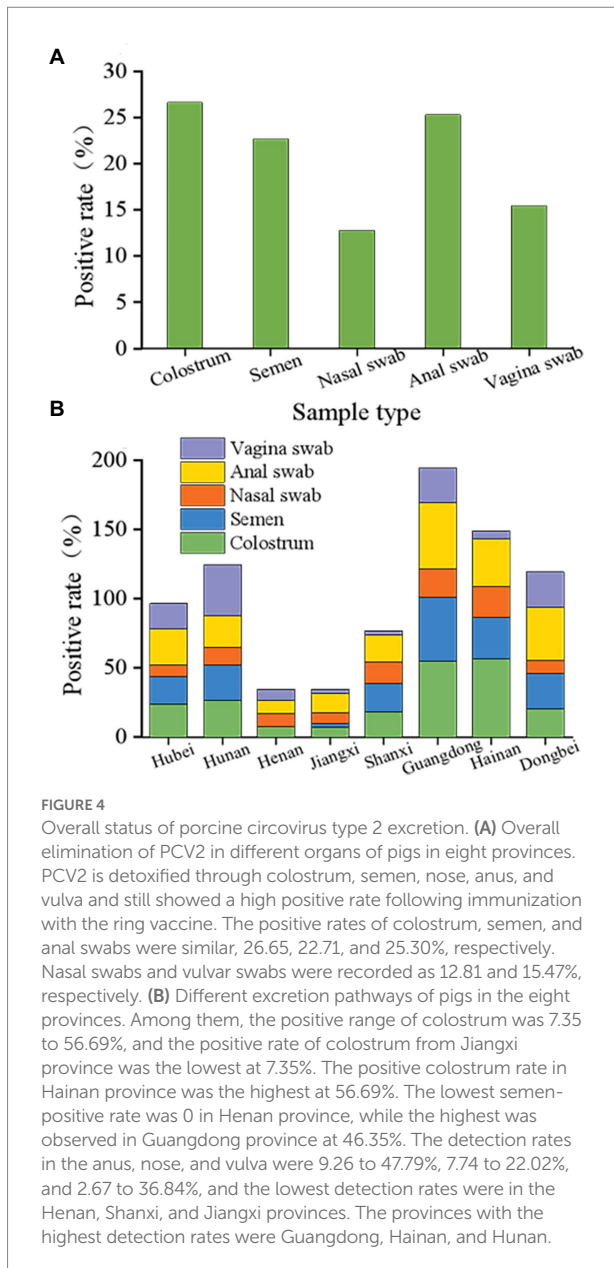 A
30
25
20
15
10
5
0
Positive rate (%)
Colostrum
Semen
Nasal swab
Anal swab
Vagina swab
Sample type
B
Vagina swab
Anal swab
Nasal swab
Semen
Colostrum
200
150
100
50
0
Positive rate (%)
Hubei
Hunan
Henan
Jiangxi
Shanxi
Guangdong
Hainan
Dongbei
FIGURE 4
Overall status of porcine circovirus type 2 excretion. (A) Overall
elimination of PCV2 in different organs of pigs in eight provinces.
PCV2 is detoxified through colostrum, semen, nose, anus, and
vulva and still showed a high positive rate following immunization
with the ring vaccine. The positive rates of colostrum, semen, and
anal swabs were similar, 26.65, 22.71, and 25.30%, respectively.
Nasal swabs and vulvar swabs were recorded as 12.81 and 15.47%,
respectively. (B) Different excretion pathways of pigs in the eight
provinces. Among them, the positive range of colostrum was 7.35
to 56.69%, and the positive rate of colostrum from Jiangxi
province was the lowest at 7.35%. The positive colostrum rate in
Hainan province was the highest at 56.69%. The lowest semen-
positive rate was 0 in Henan province, while the highest was
observed in Guangdong province at 46.35%. The detection rates
in the anus, nose, and vulva were 9.26 to 47.79%, 7.74 to 22.02%,
and 2.67 to 36.84%, and the lowest detection rates were in the
Henan, Shanxi, and Jiangxi provinces. The provinces with the
highest detection rates were Guangdong, Hainan, and Hunan.